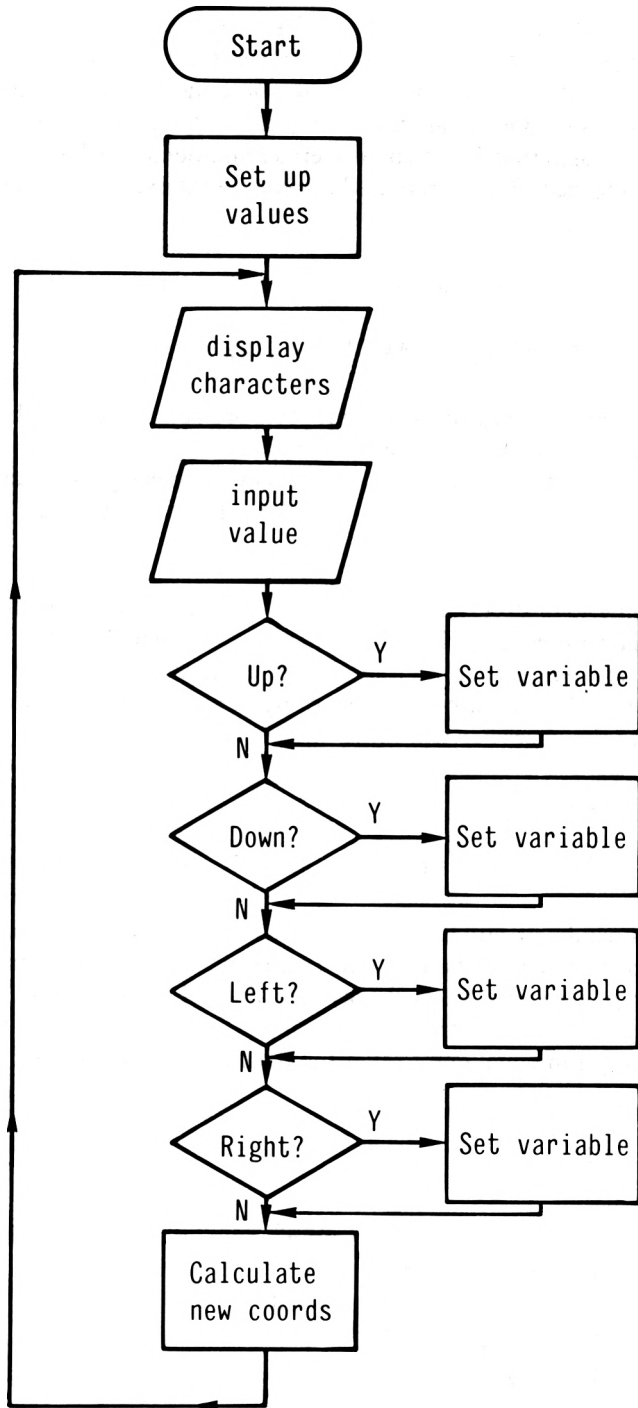 Start
Set up
values
display
characters
input
value
Up?
Y
Set variable
N
Down?
Y
Set variable
N
Left?
Y
Set variable
N
Right?
Y
Set variable
N
Calculate
new coords